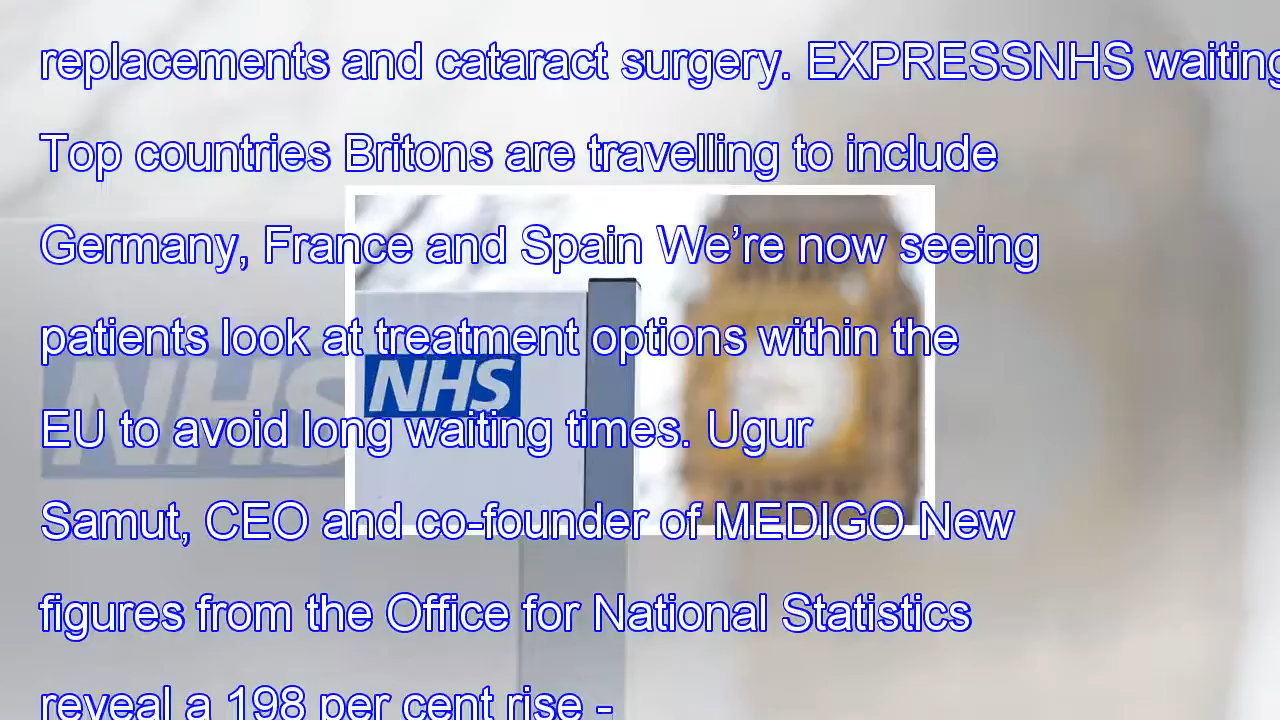 replacements and cataract surgery. EXPRESSNHS waiting
Top countries Britons are travelling to include
Germany, France and Spain We’re now seeing
patients look at treatment options within the
NHS
NHS
EU to avoid long waiting times. Ugur
Samut, CEO and co-founder of MEDIGO New
figures from the Office for National Statistics
reveal a 198 per cent rise -